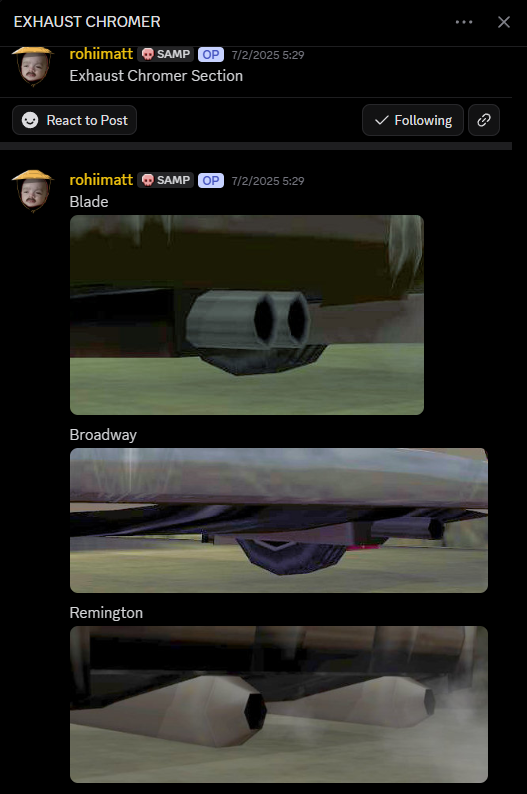 EXHAUST CHROMER
rohiimatt SAMP OP 7/2/2025 5:29
Exhaust Chromer Section
React to Post
Following
rohiimatt SAMP OP 7/2/2025 5:29
Blade
Broadway
Remington